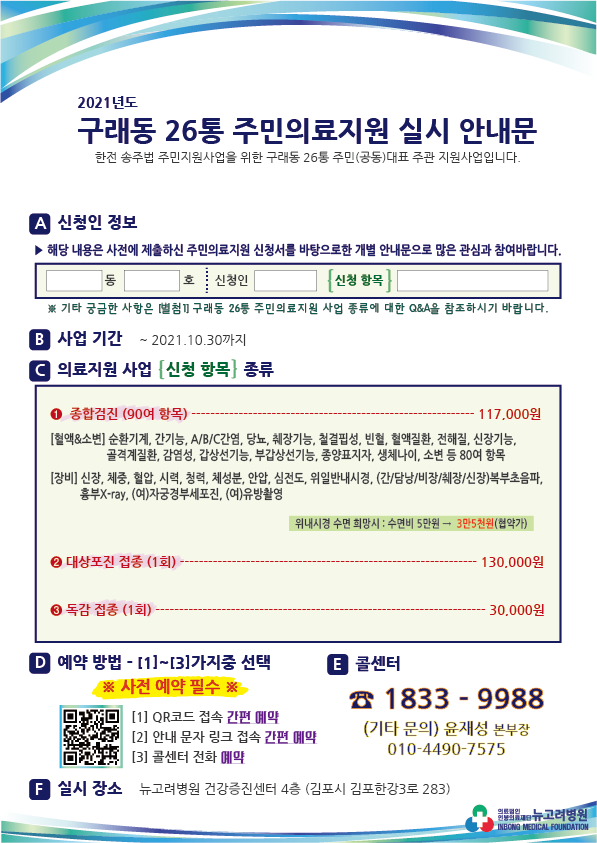 2021년도
구래동 26통 주민의료지원 실시 안내문
한전 송주법 주민지원사업을 위한 구래동 26통 주민(공동)대표 주관 지원사업입니다.
A 신청인 정보
▶ 해당 내용은 사전에 제출하신 주민의료지원 신청서를 바탕으로한 개별 안내문으로 많은 관심과 참여바랍니다.
동 호 신청인 {신청 항목}
※ 기타 궁금한 사항은 [별첨1] 구래동 26통 주민의료지원 사업 종류에 대한 Q&A을 참조하시기 바랍니다.
B 사업 기간 ~ 2021.10.30까지
C 의료지원 사업 {신청 항목} 종류
❶ 종합검진 (90여 항목) ---------- 117,000원
[혈액&소변] 순환기계, 간기능, A/B/C간염, 당뇨, 췌장기능, 철결핍성, 빈혈, 혈액질환, 전해질, 신장기능,
골격계질환, 감염성, 갑상선기능, 부갑상선기능, 종양표지자, 생체나이, 소변 등 80여 항목
[장비] 신장, 체중, 혈압, 시력, 청력, 체성분, 안압, 심전도, 위일반내시경, (간/담낭/비장/췌장/신장)복부초음파,
흉부X-ray, (여)자궁경부세포진, (여)유방촬영
위내시경 수면 희망시 : 수면비 5만원 → 3만5천원(협약가)
❷ 대상포진 접종 (1회) ---------- 130,000원
❸ 독감 접종 (1회) ---------- 30,000원
D 예약 방법 - [1]~[3]가지중 선택
※ 사전 예약 필수 ※
[1] QR코드 접속 간편 예약
[2] 안내 문자 링크 접속 간편 예약
[3] 콜센터 전화 예약
E 콜센터
☎ 1833 - 9988
(기타 문의) 윤재성 본부장
010-4490-7575
F 실시 장소 뉴고려병원 건강증진센터 4층 (김포시 김포한강3로 283)
의료법인
인봉의료재단 뉴고려병원
INBONG MEDICAL FOUNDATION